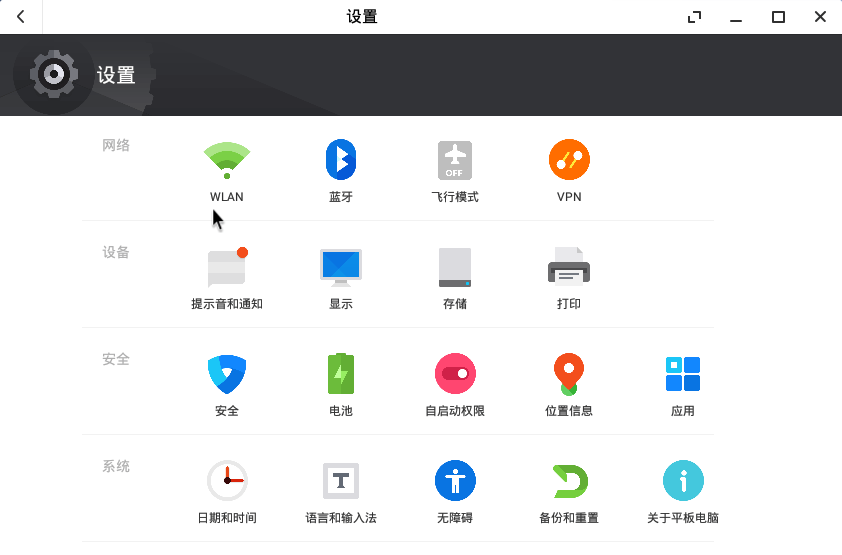 设置
设置
网络
WLAN
蓝牙
OFF
飞行模式
VPN
设备
提示音和通知
显示
存储
打印
安全
安全
电池
自启动权限
位置信息
应用
系统
日期和时间
T
语言和输入法
无障碍
备份和重置
关于平板电脑